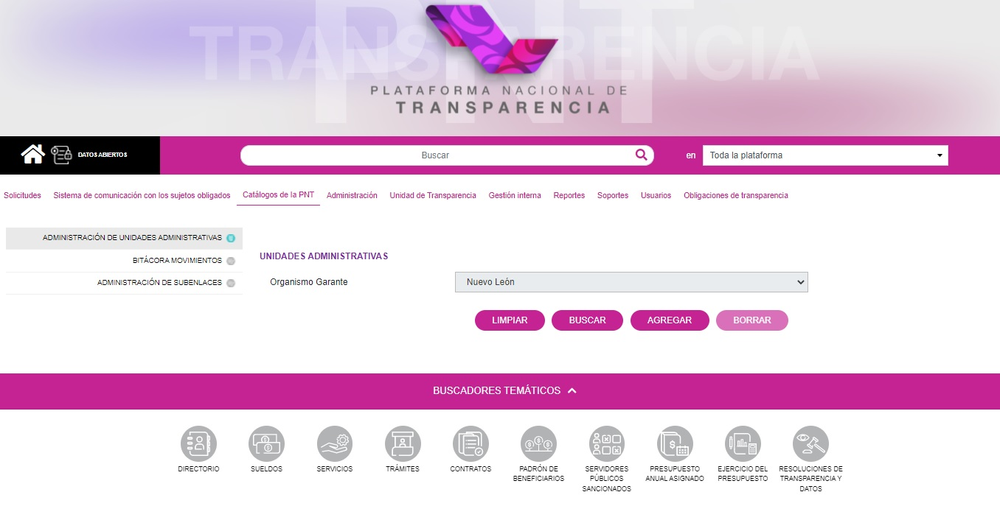 PNT
TRANSPARENCIA
PLATAFORMA NACIONAL DE
TRANSPARENCIA
DATOS ABIERTOS
Buscar
en
Toda la plataforma
Solicitudes
Sistema de comunicación con los sujetos obligados
Catálogos de la PNT
Administración
Unidad de Transparencia
Gestión interna
Reportes
Soportes
Usuarios
Obligaciones de transparencia
ADMINISTRACIÓN DE UNIDADES ADMINISTRATIVAS
BITÁCORA MOVIMIENTOS
ADMINISTRACIÓN DE SUBENLACES
UNIDADES ADMINISTRATIVAS
Organismo Garante
Nuevo León
LIMPIAR
BUSCAR
AGREGAR
BORRAR
BUSCADORES TEMÁTICOS
DIRECTORIO
SUELDOS
SERVICIOS
TRÁMITES
CONTRATOS
PADRÓN DE
BENEFICIARIOS
SERVIDORES
PÚBLICOS
SANCIONADOS
PRESUPUESTO
ANUAL ASIGNADO
EJERCICIO DEL
PRESUPUESTO
RESOLUCIONES DE
TRANSPARENCIA Y
DATOS